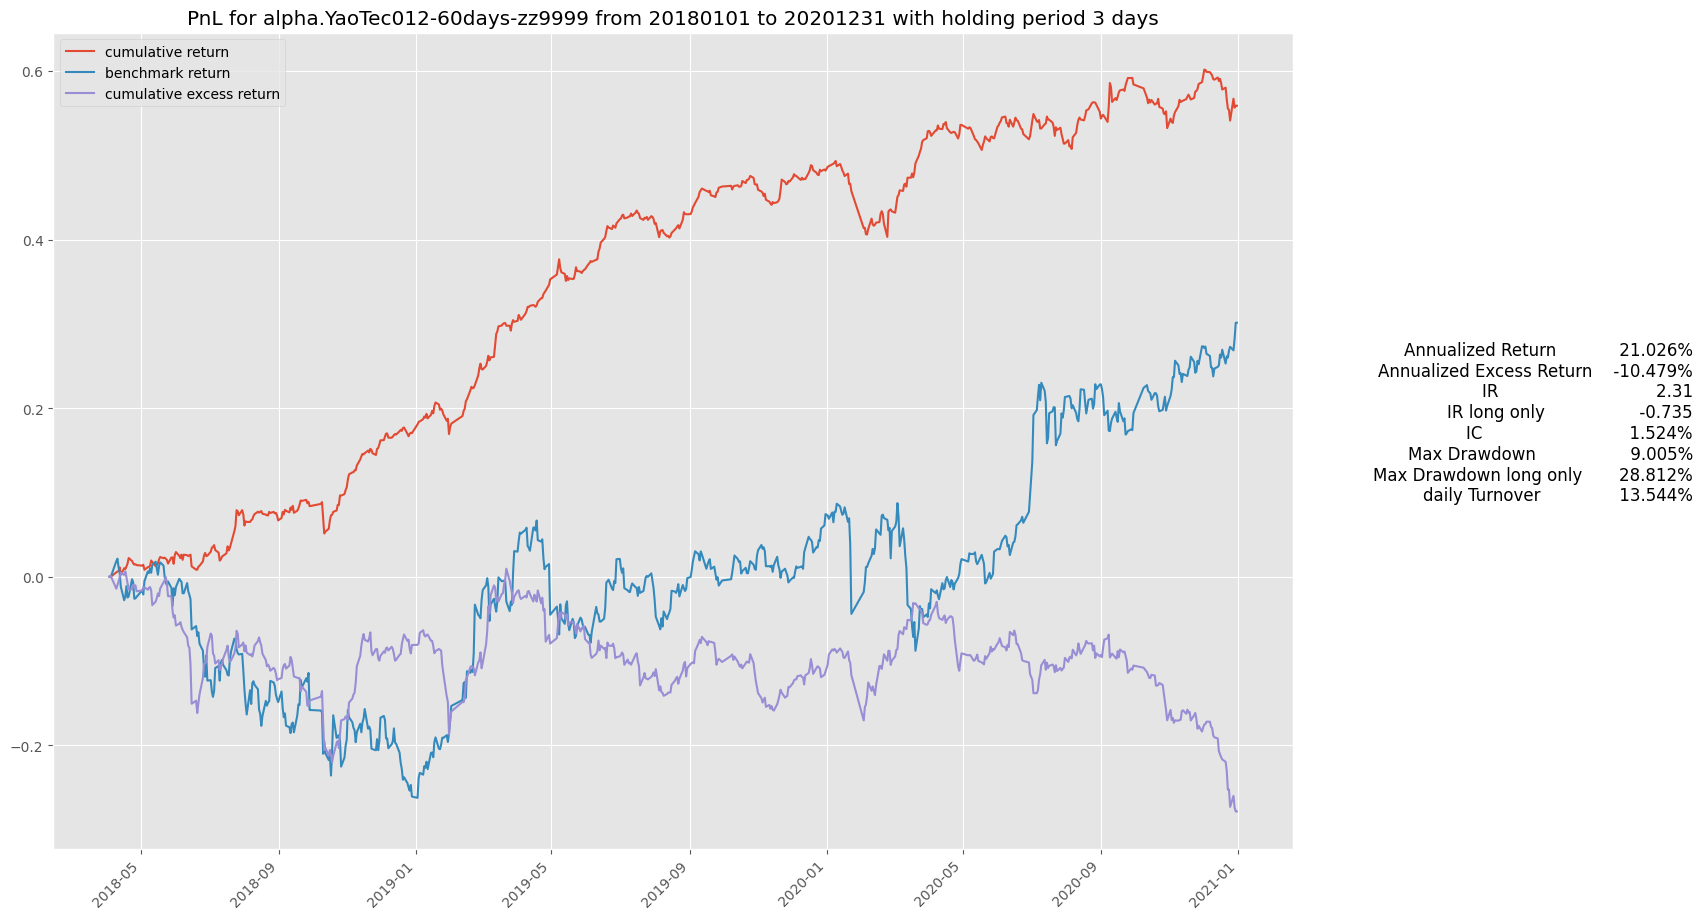 PnL for alpha.YaoTec012-60days-zz9999 from 20180101 to 20201231 with holding period 3 days
cumulative return
benchmark return
cumulative excess return
0.6
0.4
0.2
0.0
−0.2
2018-05
2018-09
2019-01
2019-05
2019-09
2020-01
2020-05
2020-09
2021-01
Annualized Return 21.026%
Annualized Excess Return -10.479%
IR 2.31
IR long only -0.735
IC 1.524%
Max Drawdown 9.005%
Max Drawdown long only 28.812%
daily Turnover 13.544%